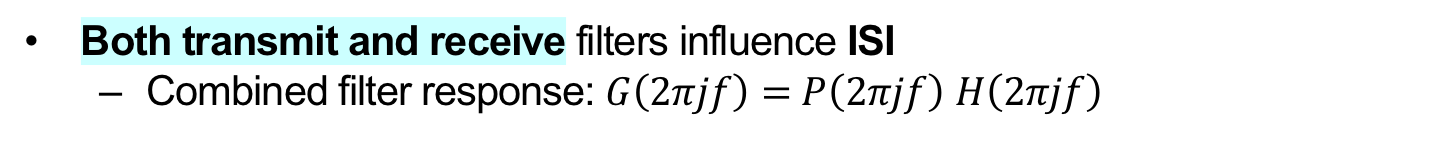 • Both transmit and receive filters influence ISI
– Combined filter response: 𝐺(2𝜋𝑗𝑓) = 𝑃(2𝜋𝑗𝑓) 𝐻(2𝜋𝑗𝑓)